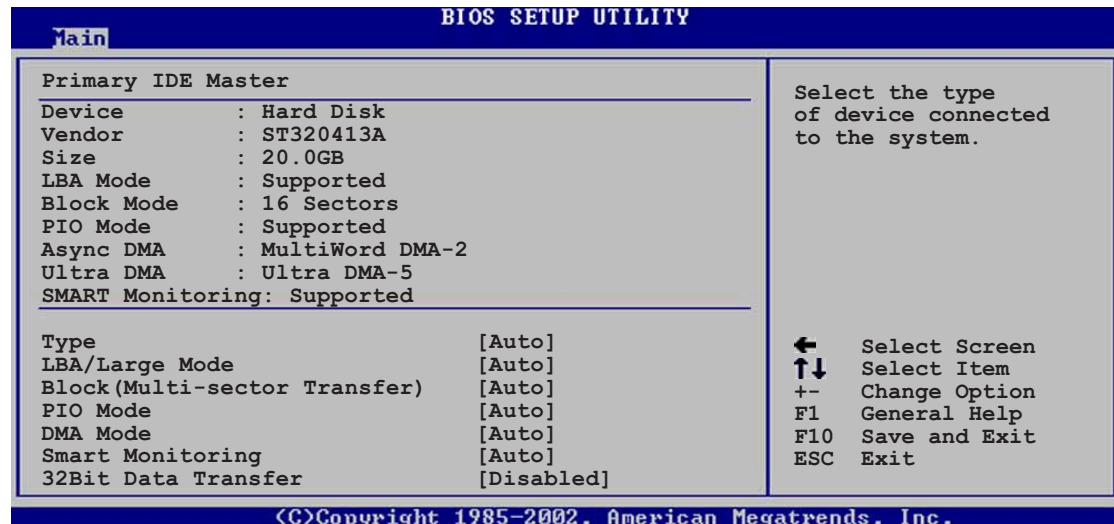 BIOS SETUP UTILITY
Main
Primary IDE Master
Device : Hard Disk
Vendor : ST320413A
Size : 20.0GB
LBA Mode : Supported
Block Mode : 16 Sectors
PIO Mode : Supported
Async DMA : MultiWord DMA-2
Ultra DMA : Ultra DMA-5
SMART Monitoring: Supported
Type [Auto]
LBA/Large Mode [Auto]
Block(Multi-sector Transfer) [Auto]
PIO Mode [Auto]
DMA Mode [Auto]
Smart Monitoring [Auto]
32Bit Data Transfer [Disabled]
Select the type
of device connected
to the system.
← Select Screen
↑↓ Select Item
+- Change Option
F1 General Help
F10 Save and Exit
ESC Exit
(C)Copyright 1985-2002, American Megatrends, Inc.